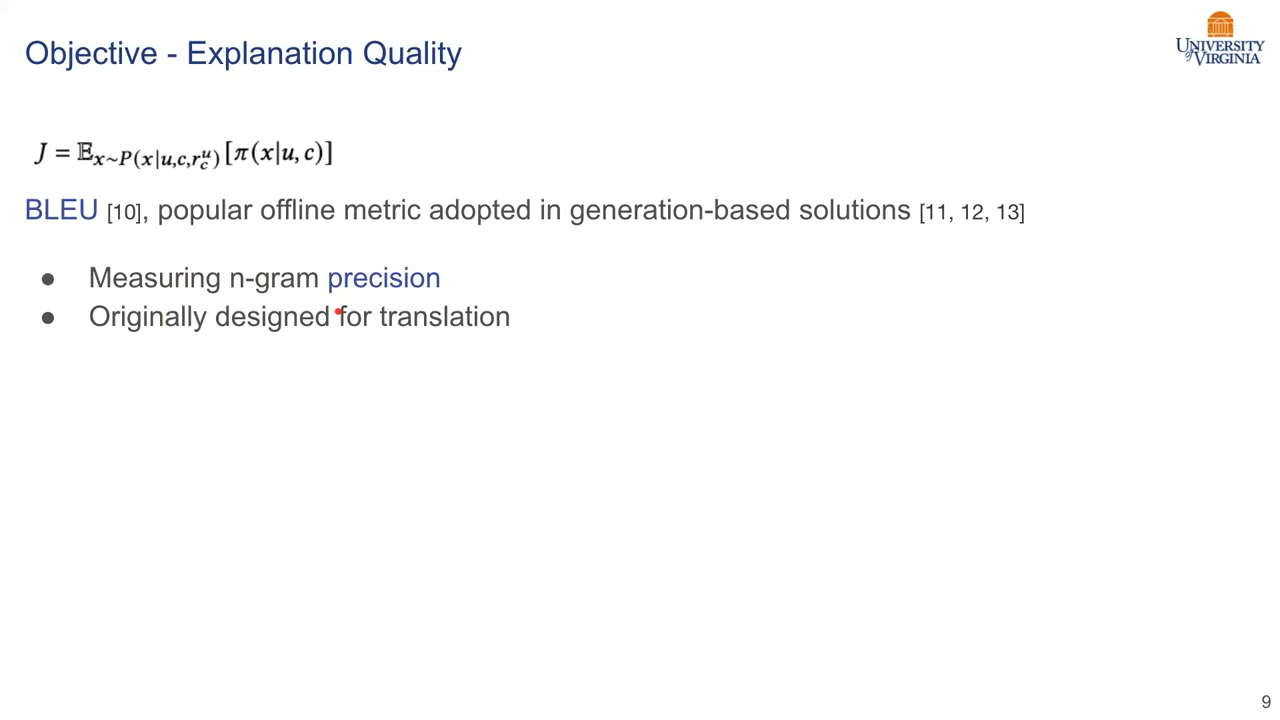 Objective - Explanation Quality
UNIVERSITY
of VIRGINIA
J = 𝔼_{x∼P(x|u,c,r_c^u)} [π(x|u, c)]
BLEU [10], popular offline metric adopted in generation-based solutions [11, 12, 13]
● Measuring n-gram precision
● Originally designed for translation
9